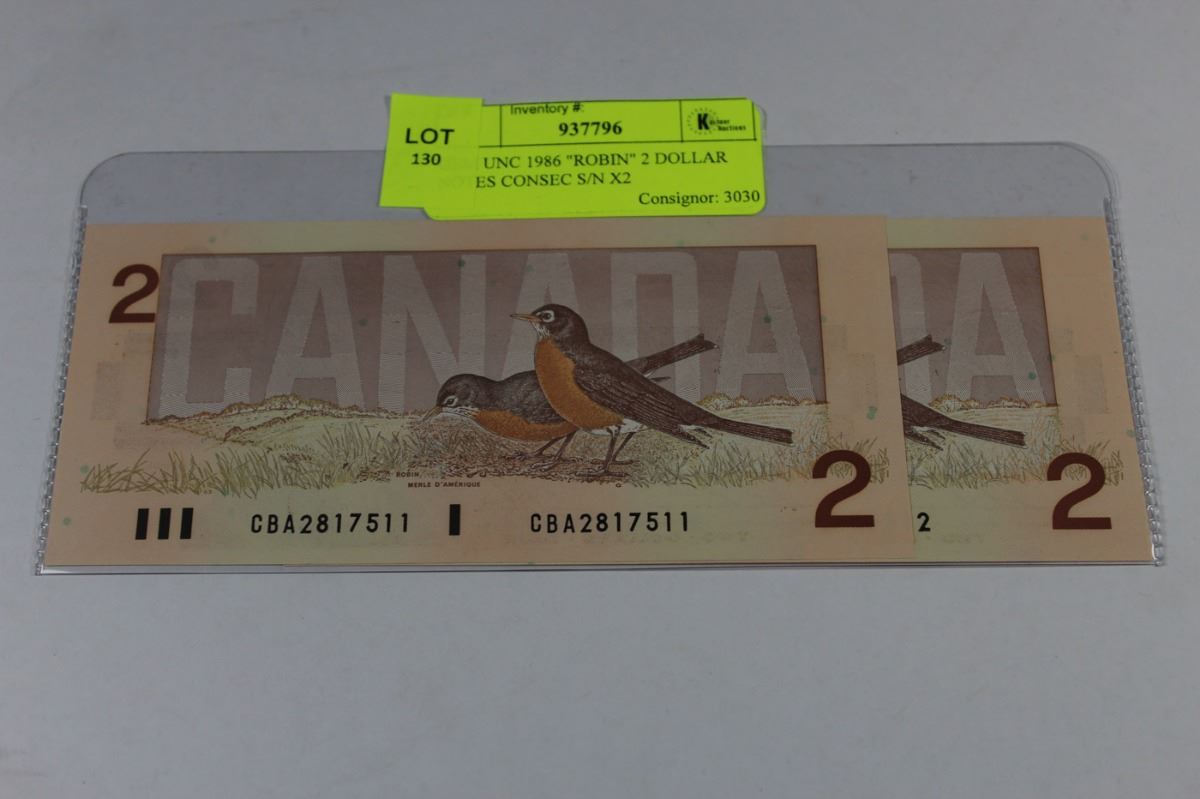 LOT
130
Inventory #:
937796
UNC 1986 "ROBIN" 2 DOLLAR
ES CONSEC S/N X2
Consignor: 3030
2
CANADA
DA
ROBIN
MERLE D'AMÉRIQUE
2
2
CBA2817511
CBA2817511
2